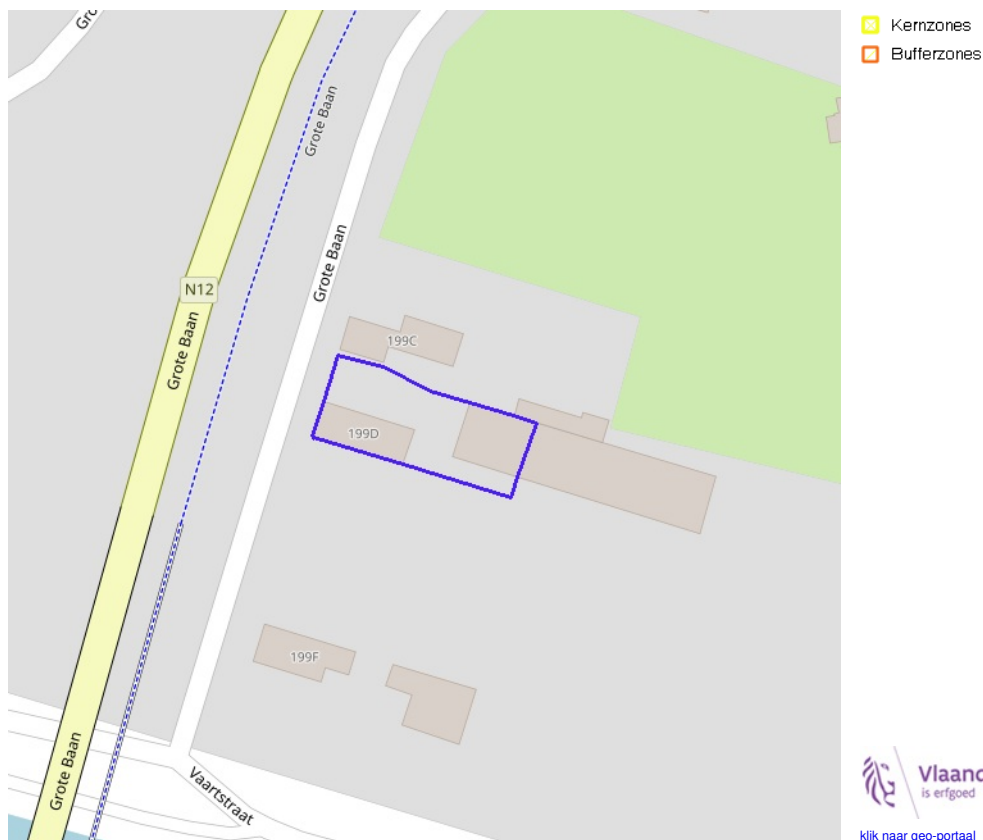 Kernzones
Bufferzones
Grote Baan
Grote Baan
N12
Grote Baan
199C
199D
199F
Grote Baan
Vaartstraat
is erfgoed
klik naar geo-portaal